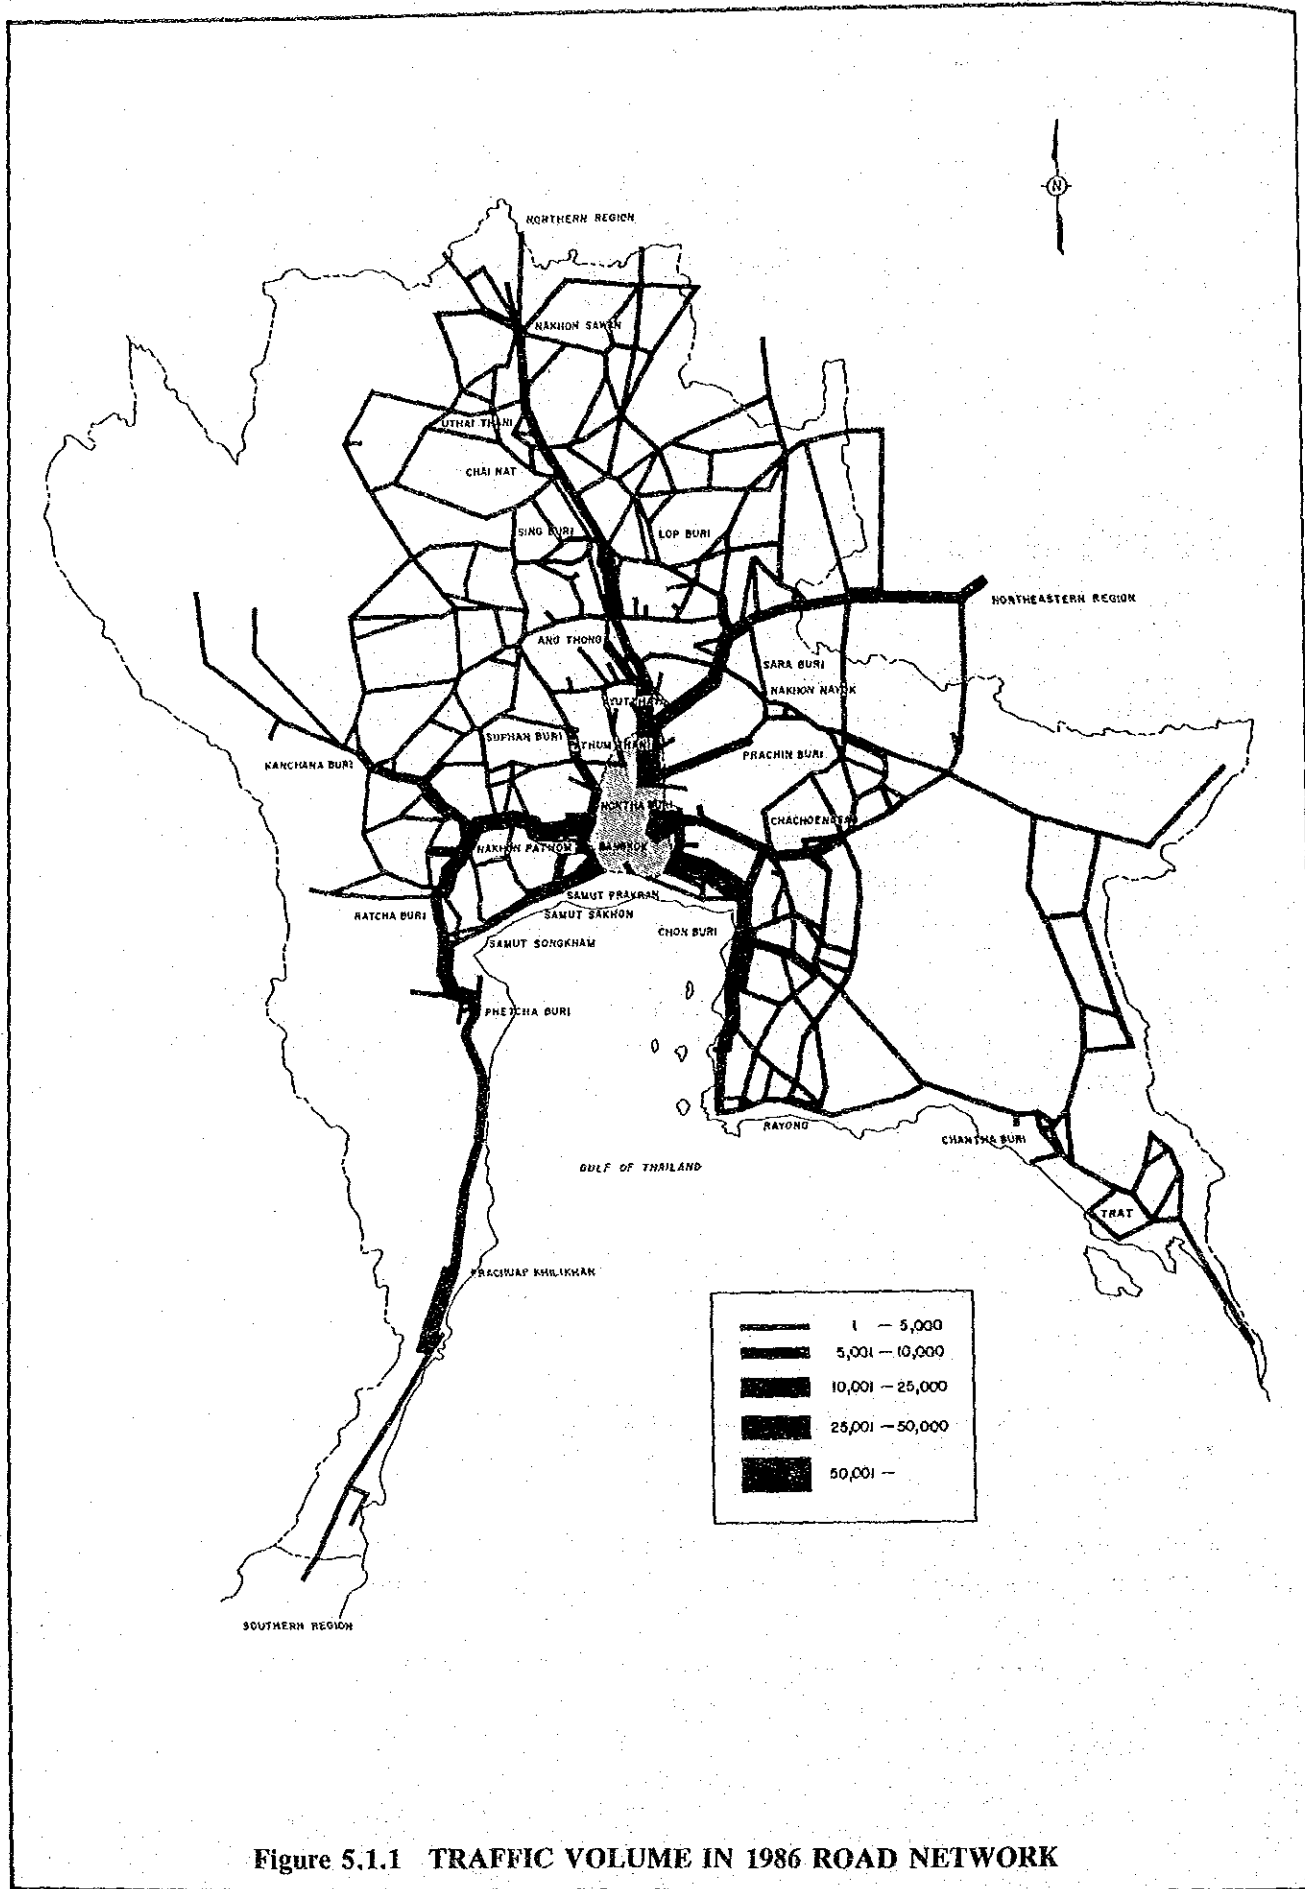 N
NORTHERN REGION
NAKHON SAWAN
UTHAI THANI
CHAI NAT
SING BURI
LOP BURI
NORTHEASTERN REGION
ANG THONG
SARA BURI
NAKHON NAYOK
AYUTTHAYA
SUPHAN BURI
PATHUM THANI
PRACHIN BURI
KANCHANA BURI
NONTHA BURI
CHACHOENGSAO
NAKHON PATHOM
BANGKOK
SAMUT PRAKRAN
RATCHA BURI
SAMUT SAKHON
CHON BURI
SAMUT SONGKHAM
PHETCHA BURI
RAYONG
CHANTHA BURI
GULF OF THAILAND
TRAT
PRACHUAP KHILIKHAN
1 — 5,000
5,001 — 10,000
10,001 — 25,000
25,001 — 50,000
50,001 —
SOUTHERN REGION
Figure 5.1.1 TRAFFIC VOLUME IN 1986 ROAD NETWORK